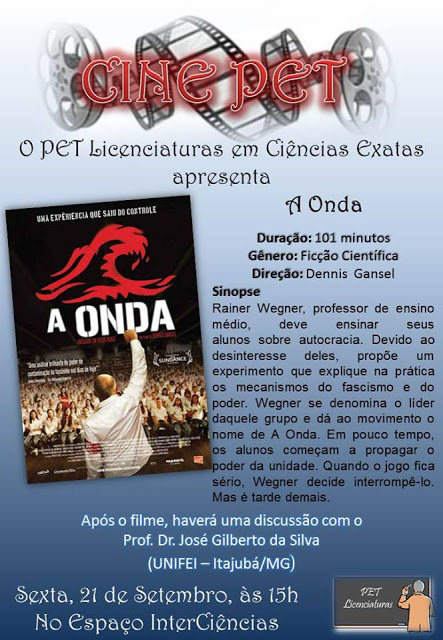 CINE PET
O PET Licenciaturas em Ciências Exatas
apresenta
A Onda
Duração: 101 minutos
Gênero: Ficção Científica
Direção: Dennis Gansel
Sinopse
Rainer Wegner, professor de ensino
médio, deve ensinar seus
alunos sobre autocracia. Devido ao
desinteresse deles, propõe um
experimento que explique na prática
os mecanismos do fascismo e do
poder. Wegner se denomina o líder
daquele grupo e dá ao movimento o
nome de A Onda. Em pouco tempo,
os alunos começam a propagar o
poder da unidade. Quando o jogo fica
sério, Wegner decide interrompê-lo.
Mas é tarde demais.
UMA EXPERIÊNCIA QUE SAIU DO CONTROLE
A ONDA
SUNDANCE
Após o filme, haverá uma discussão com o
Prof. Dr. José Gilberto da Silva
(UNIFEI – Itajubá/MG)
Sexta, 21 de Setembro, às 15h
No Espaço InterCiências
PET
Licenciaturas